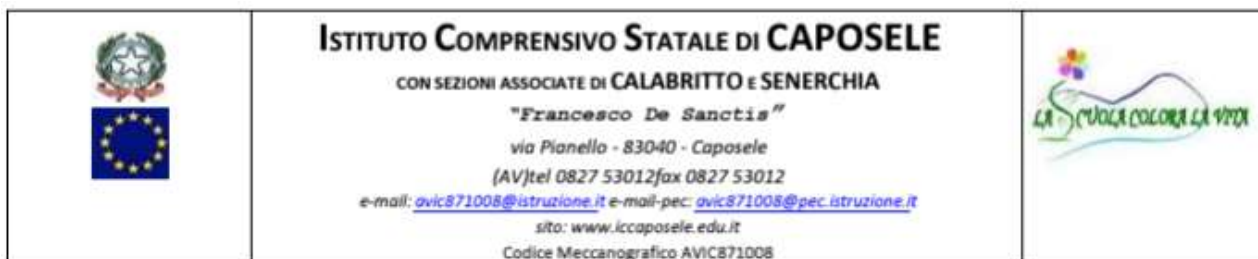 ISTITUTO COMPRENSIVO STATALE DI CAPOSELE
CON SEZIONI ASSOCIATE DI CALABRITTO E SENERCHIA
"Francesco De Sanctis"
via Pianello - 83040 - Caposele
(AV)tel 0827 53012fax 0827 53012
e-mail: avic871008@istruzione.it e-mail-pec: avic871008@pec.istruzione.it
sito: www.iccaposele.edu.it
Codice Meccanografico AVIC871008
LA SCUOLA COLORA LA VITA